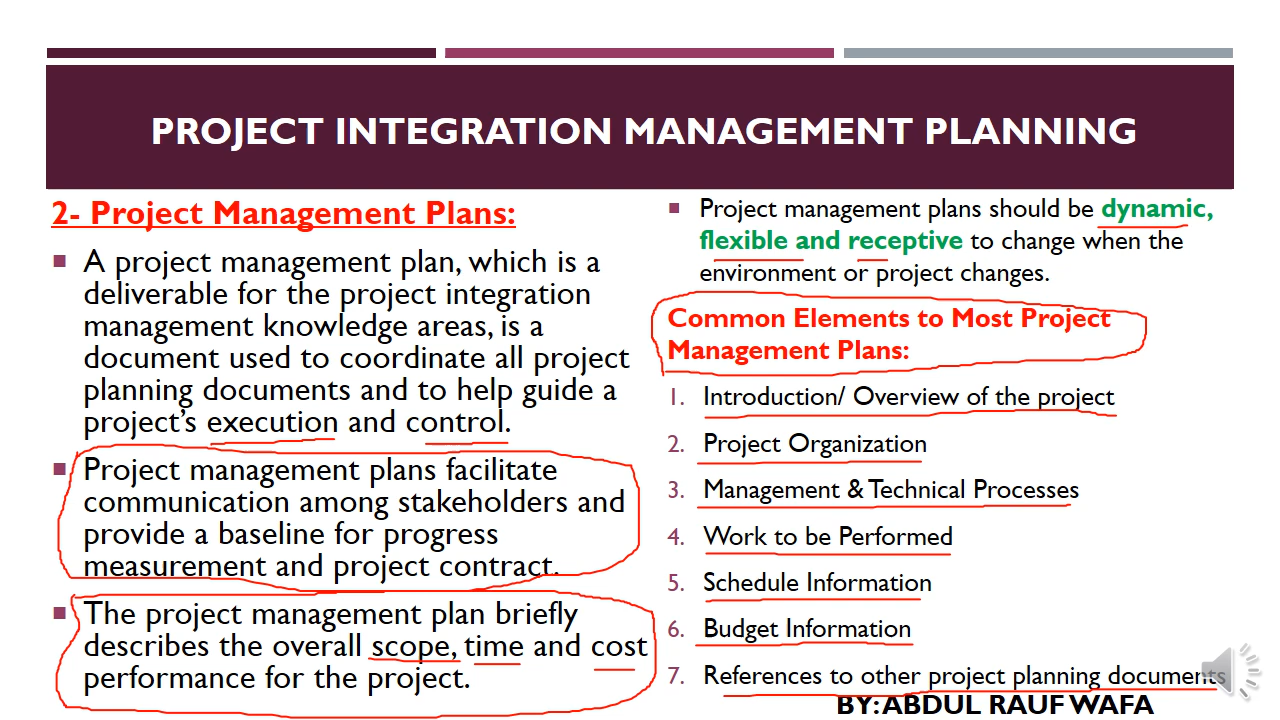 PROJECT INTEGRATION MANAGEMENT PLANNING
2- Project Management Plans:
A project management plan, which is a
deliverable for the project integration
management knowledge areas, is a
document used to coordinate all project
planning documents and to help guide a
project's execution and control.
Project management plans facilitate
communication among stakeholders and
provide a baseline for progress
measurement and project contract.
The project management plan briefly
describes the overall scope, time and cost
performance for the project.
Project management plans should be dynamic,
flexible and receptive to change when the
environment or project changes.
Common Elements to Most Project
Management Plans:
1. Introduction/ Overview of the project
2. Project Organization
3. Management & Technical Processes
4. Work to be Performed
5. Schedule Information
6. Budget Information
7. References to other project planning documents
BY: ABDUL RAUF WAFA